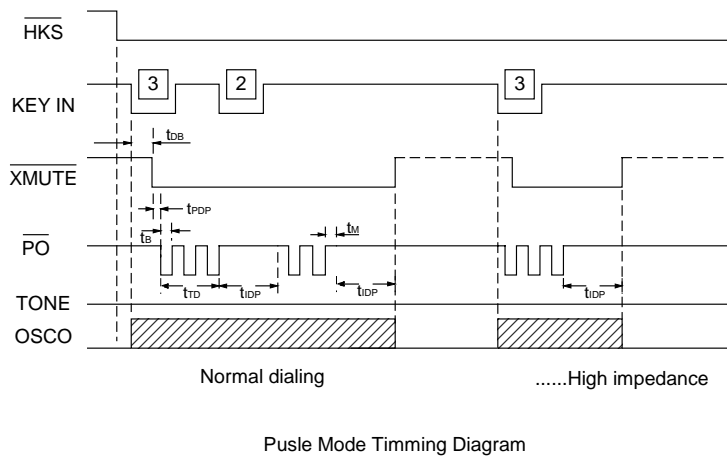 HKS
3 2 3
KEY IN
tDB
XMUTE
tPDP
tB tM
PO
tTD tIDP tIDP tIDP
TONE
OSCO
Normal dialing ......High impedance
Pusle Mode Timming Diagram